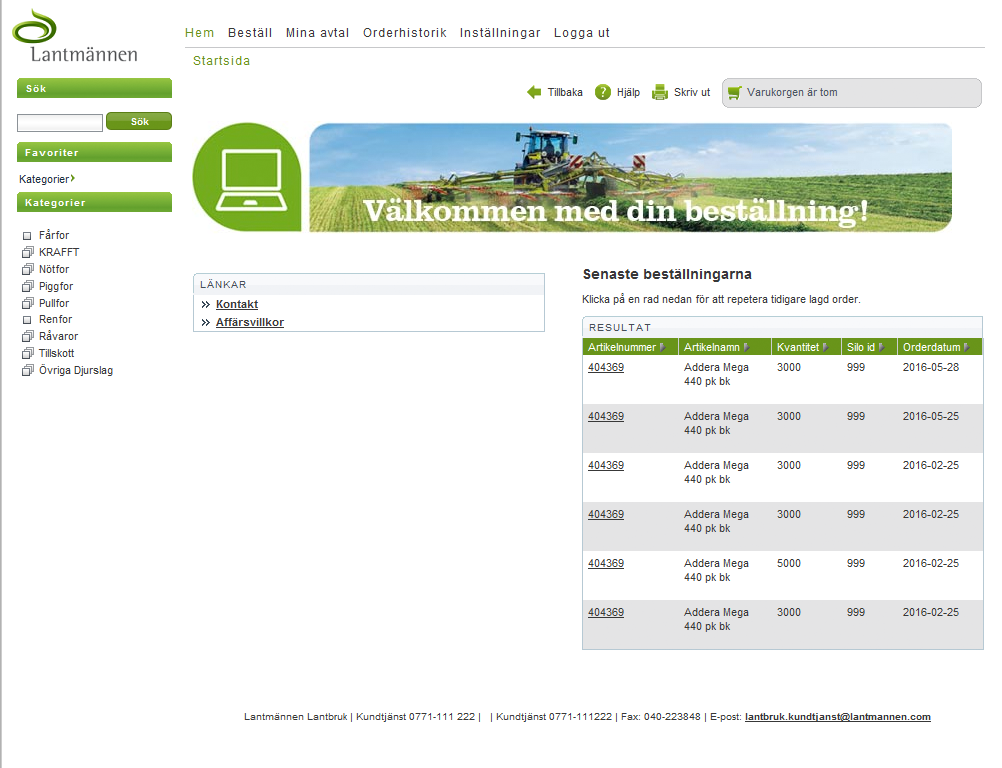 Lantmännen
Hem Beställ Mina avtal Orderhistorik Inställningar Logga ut
Startsida
Sök
Tillbaka ? Hjälp Skriv ut Varukorgen är tom
Sök
Favoriter
Kategorier
Kategorier
Välkommen med din beställning!
Fårfor
KRAFFT
Nötfor
Piggfor
Pullfor
Renfor
Råvaror
Tillskott
Övriga Djurslag
LÄNKAR
Kontakt
Affärsvillkor
Senaste beställningarna
Klicka på en rad nedan för att repetera tidigare lagd order.
RESULTAT
Artikelnummer Artikelnamn Kvantitet Silo id Orderdatum
404369 Addera Mega 3000 999 2016-05-28
440 pk bk
404369 Addera Mega 3000 999 2016-05-25
440 pk bk
404369 Addera Mega 3000 999 2016-02-25
440 pk bk
404369 Addera Mega 3000 999 2016-02-25
440 pk bk
404369 Addera Mega 5000 999 2016-02-25
440 pk bk
404369 Addera Mega 3000 999 2016-02-25
440 pk bk
Lantmännen Lantbruk | Kundtjänst 0771-111 222 | | Kundtjänst 0771-111222 | Fax: 040-223848 | E-post: lantbruk.kundtjanst@lantmannen.com